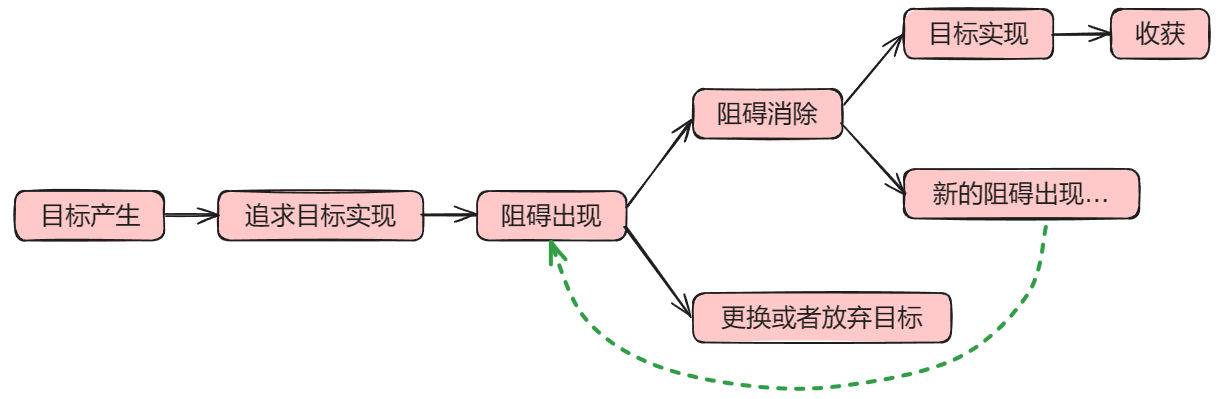 目标产生
追求目标实现
阻碍出现
阻碍消除
目标实现
收获
新的阻碍出现...
更换或者放弃目标